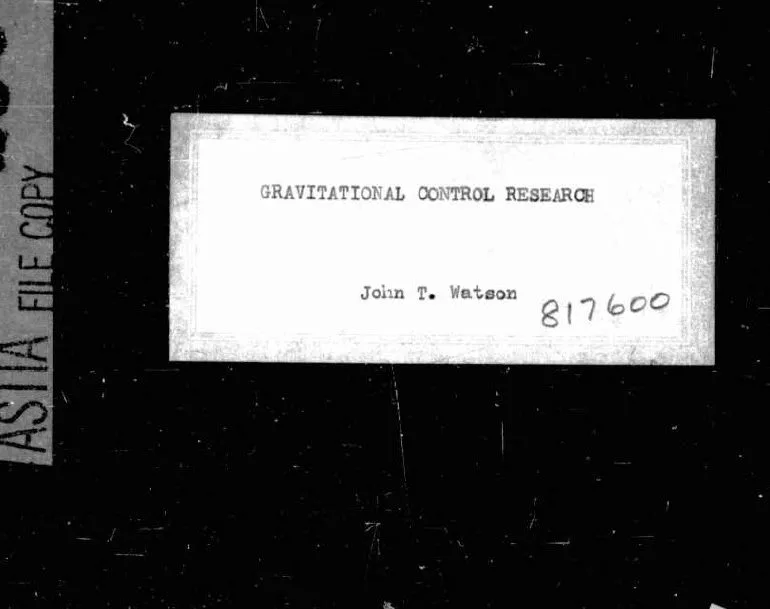 GRAVITATIONAL CONTROL RESEARCH
John T. Watson
817600
ASTIA FILE COPY